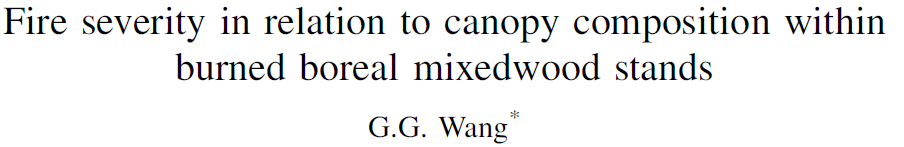 Fire severity in relation to canopy composition within
burned boreal mixedwood stands
G.G. Wang*